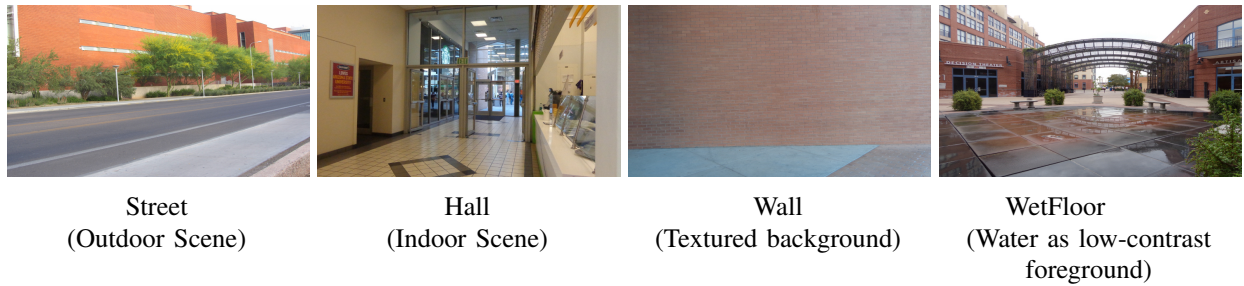 Street
(Outdoor Scene)
Hall
(Indoor Scene)
Wall
(Textured background)
WetFloor
(Water as low-contrast
foreground)